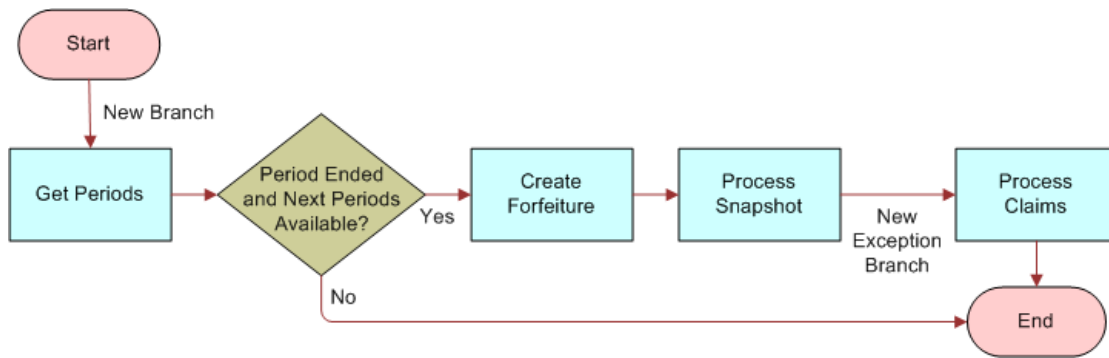 Start
New Branch
Get Periods
Period Ended
and Next Periods
Available?
Yes
No
Create
Forfeiture
Process
Snapshot
New
Exception
Branch
Process
Claims
End